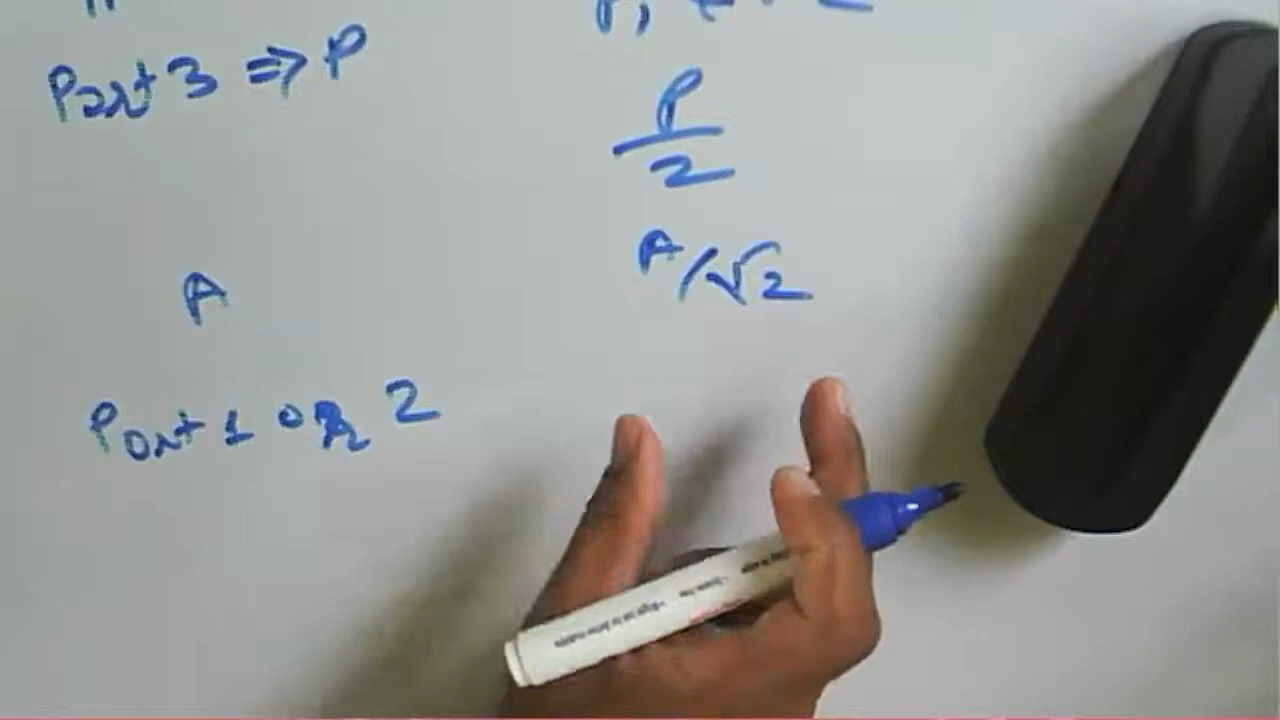 Port 3 ⇒ P
P/2
A
A/√2
Port 1 or 2